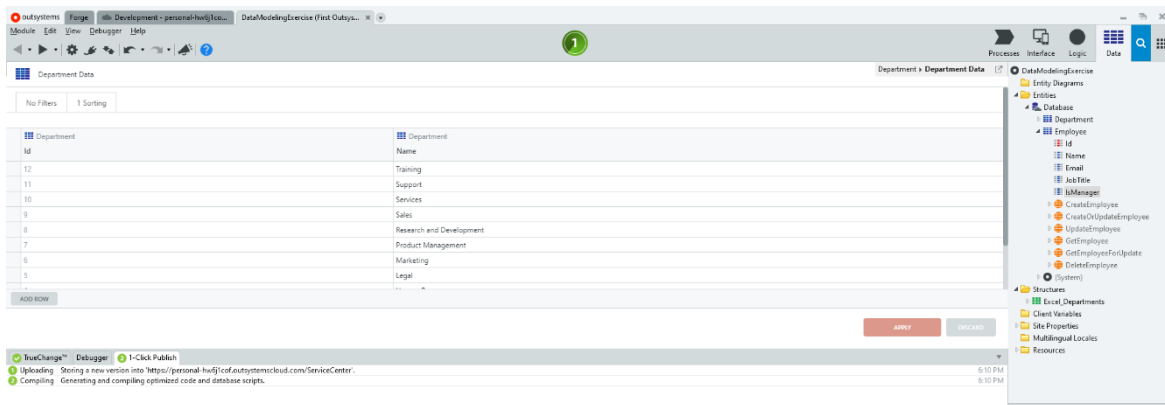 outsystems Forge Development - personal-hw6j1co... DataModelingExercise (First Outsys...
Module Edit View Debugger Help
1
Processes Interface Logic Data
Department Data
Department Department Data
No Filters 1 Sorting
Department Department
Id Name
12 Training
11 Support
10 Services
9 Sales
8 Research and Development
7 Product Management
6 Marketing
5 Legal
ADD ROW
APPLY DISCARD
TrueChange™ Debugger 2 1-Click Publish
1 Uploading Storing a new version into 'https://personal-hw6j1cof.outsystemscloud.com/ServiceCenter'. 6:10 PM
2 Compiling Generating and compiling optimized code and database scripts. 6:10 PM
DataModelingExercise
Entity Diagrams
Entities
Database
Department
Employee
Id
Name
Email
JobTitle
IsManager
CreateEmployee
CreateOrUpdateEmployee
UpdateEmployee
GetEmployee
GetEmployeeForUpdate
DeleteEmployee
(System)
Structures
Excel_Departments
Client Variables
Site Properties
Multilingual Locales
Resources